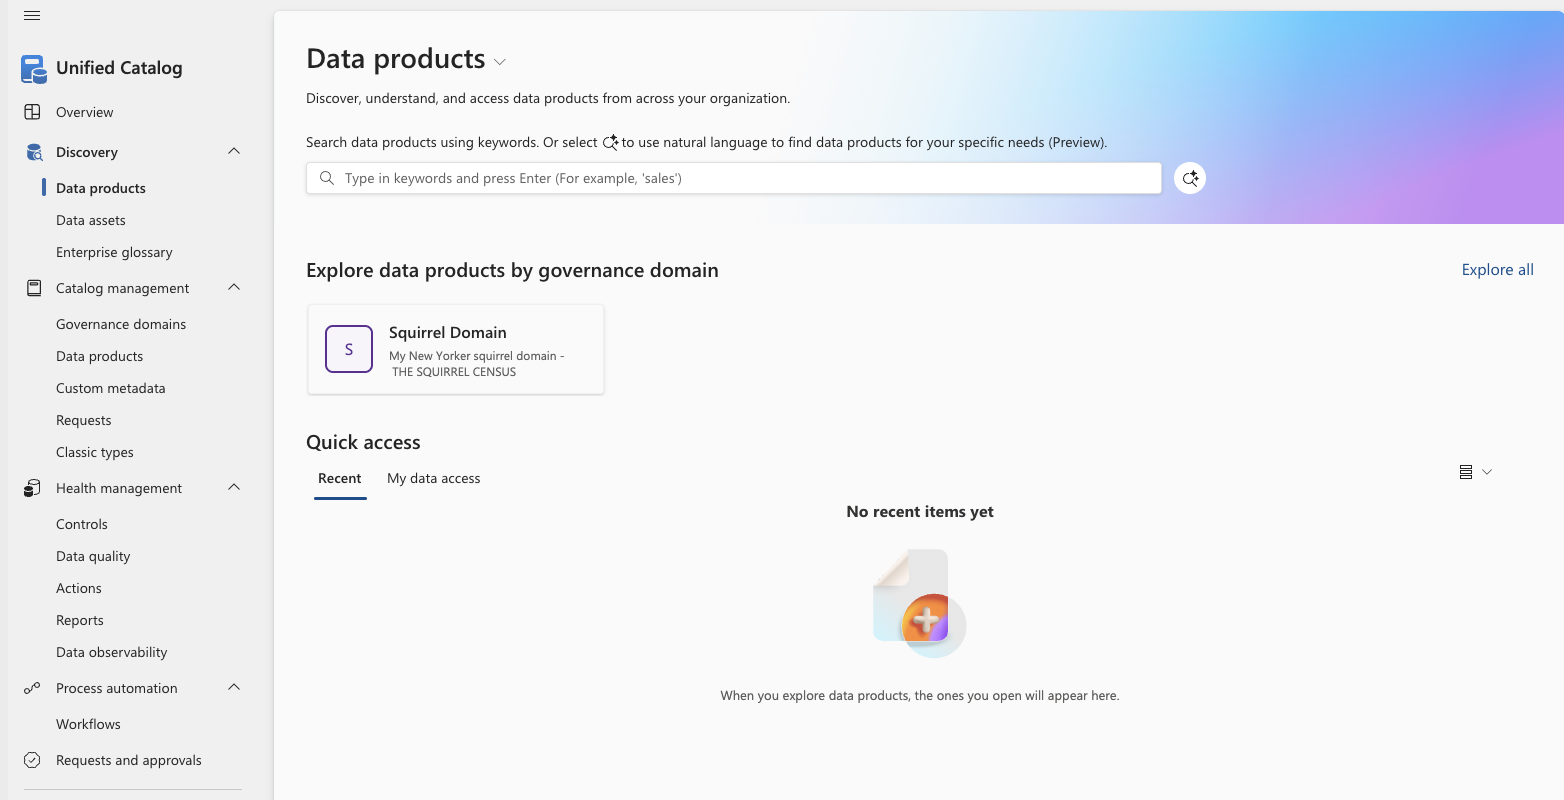 Unified Catalog
Overview
Discovery
Data products
Data assets
Enterprise glossary
Catalog management
Governance domains
Data products
Custom metadata
Requests
Classic types
Health management
Controls
Data quality
Actions
Reports
Data observability
Process automation
Workflows
Requests and approvals
Data products
Discover, understand, and access data products from across your organization.
Search data products using keywords. Or select to use natural language to find data products for your specific needs (Preview).
Type in keywords and press Enter (For example, 'sales')
Explore data products by governance domain
Explore all
S
Squirrel Domain
My New Yorker squirrel domain -
THE SQUIRREL CENSUS
Quick access
Recent
My data access
No recent items yet
When you explore data products, the ones you open will appear here.